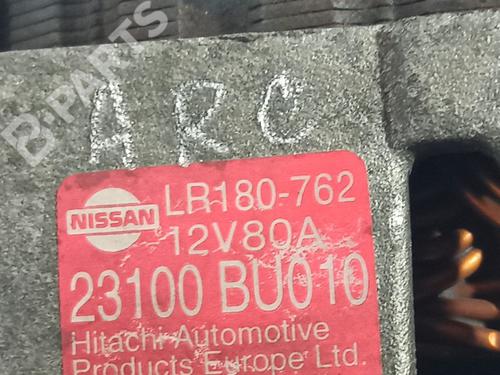 B-PARTS
ARC
NISSAN
LR180-762
12V80A
23100 BU010
Hitachi Automotive
Products Europe Ltd.